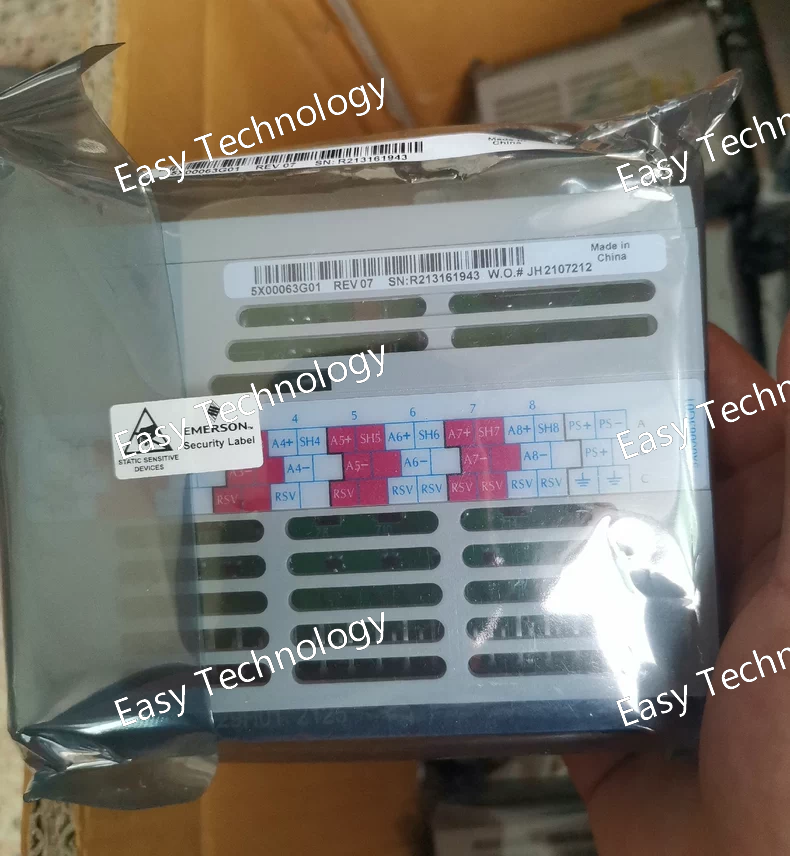 Easy Technology
Easy Techn
5X00063G01 REV 07 SN: R213161943
China
5X00063G01 REV 07 SN:R213161943 W.O.# JH2107212
Made in
China
Easy Technology
Easy Techn
EMERSON™
Security Label
STATIC SENSITIVE
DEVICES
4 5 6 7 8
A4+ SH4 A5+ SH5 A6+ SH6 A7+ SH7 A8+ SH8 PS+ PS- A
A4- A5- A6- A7- A8- PS+
RSV RSV RSV RSV RSV RSV RSV RSV RSV C
Easy Technology
Easy Techn